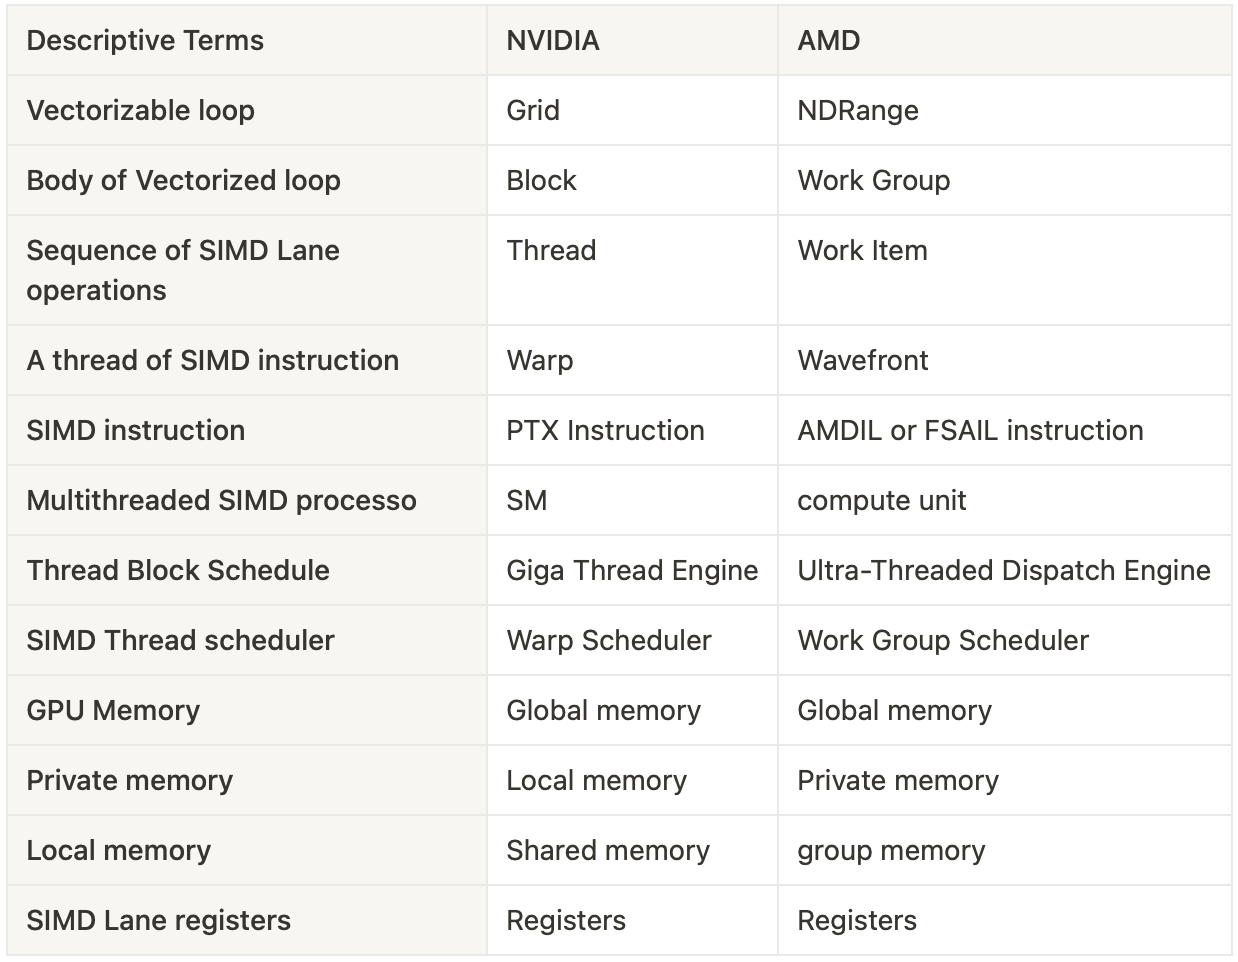 Descriptive Terms NVIDIA AMD
Vectorizable loop Grid NDRange
Body of Vectorized loop Block Work Group
Sequence of SIMD Lane Thread Work Item
operations
A thread of SIMD instruction Warp Wavefront
SIMD instruction PTX Instruction AMDIL or FSAIL instruction
Multithreaded SIMD processo SM compute unit
Thread Block Schedule Giga Thread Engine Ultra-Threaded Dispatch Engine
SIMD Thread scheduler Warp Scheduler Work Group Scheduler
GPU Memory Global memory Global memory
Private memory Local memory Private memory
Local memory Shared memory group memory
SIMD Lane registers Registers Registers